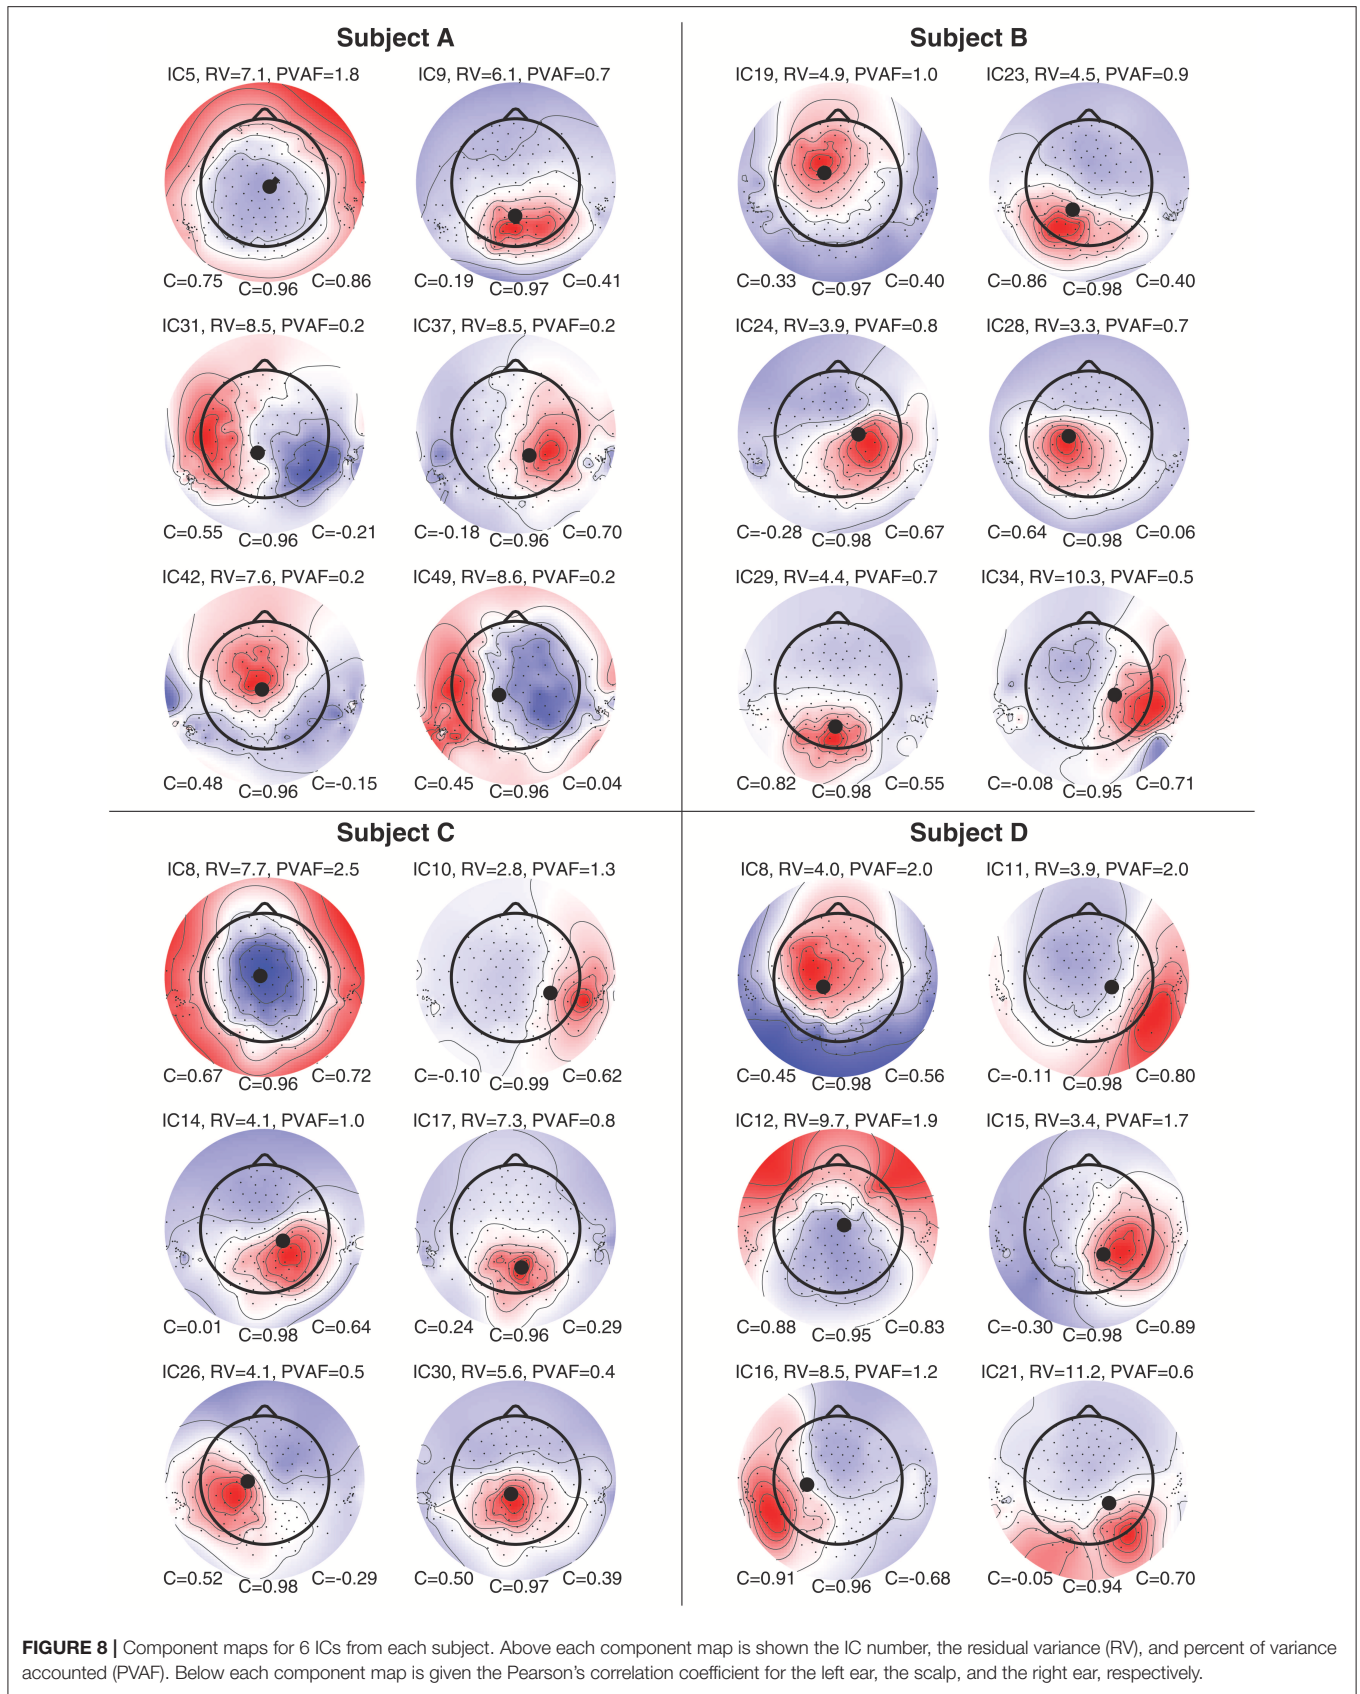 Subject A
Subject B
IC5, RV=7.1, PVAF=1.8
IC9, RV=6.1, PVAF=0.7
IC19, RV=4.9, PVAF=1.0
IC23, RV=4.5, PVAF=0.9
C=0.75 C=0.96 C=0.86
C=0.19 C=0.97 C=0.41
C=0.33 C=0.97 C=0.40
C=0.86 C=0.98 C=0.40
IC31, RV=8.5, PVAF=0.2
IC37, RV=8.5, PVAF=0.2
IC24, RV=3.9, PVAF=0.8
IC28, RV=3.3, PVAF=0.7
C=0.55 C=0.96 C=-0.21
C=-0.18 C=0.96 C=0.70
C=-0.28 C=0.98 C=0.67
C=0.64 C=0.98 C=0.06
IC42, RV=7.6, PVAF=0.2
IC49, RV=8.6, PVAF=0.2
IC29, RV=4.4, PVAF=0.7
IC34, RV=10.3, PVAF=0.5
C=0.48 C=0.96 C=-0.15
C=0.45 C=0.96 C=0.04
C=0.82 C=0.98 C=0.55
C=-0.08 C=0.95 C=0.71
Subject C
Subject D
IC8, RV=7.7, PVAF=2.5
IC10, RV=2.8, PVAF=1.3
IC8, RV=4.0, PVAF=2.0
IC11, RV=3.9, PVAF=2.0
C=0.67 C=0.96 C=0.72
C=-0.10 C=0.99 C=0.62
C=0.45 C=0.98 C=0.56
C=-0.11 C=0.98 C=0.80
IC14, RV=4.1, PVAF=1.0
IC17, RV=7.3, PVAF=0.8
IC12, RV=9.7, PVAF=1.9
IC15, RV=3.4, PVAF=1.7
C=0.01 C=0.98 C=0.64
C=0.24 C=0.96 C=0.29
C=0.88 C=0.95 C=0.83
C=-0.30 C=0.98 C=0.89
IC26, RV=4.1, PVAF=0.5
IC30, RV=5.6, PVAF=0.4
IC16, RV=8.5, PVAF=1.2
IC21, RV=11.2, PVAF=0.6
C=0.52 C=0.98 C=-0.29
C=0.50 C=0.97 C=0.39
C=0.91 C=0.96 C=-0.68
C=-0.05 C=0.94 C=0.70
FIGURE 8 | Component maps for 6 ICs from each subject. Above each component map is shown the IC number, the residual variance (RV), and percent of variance
accounted (PVAF). Below each component map is given the Pearson's correlation coefficient for the left ear, the scalp, and the right ear, respectively.